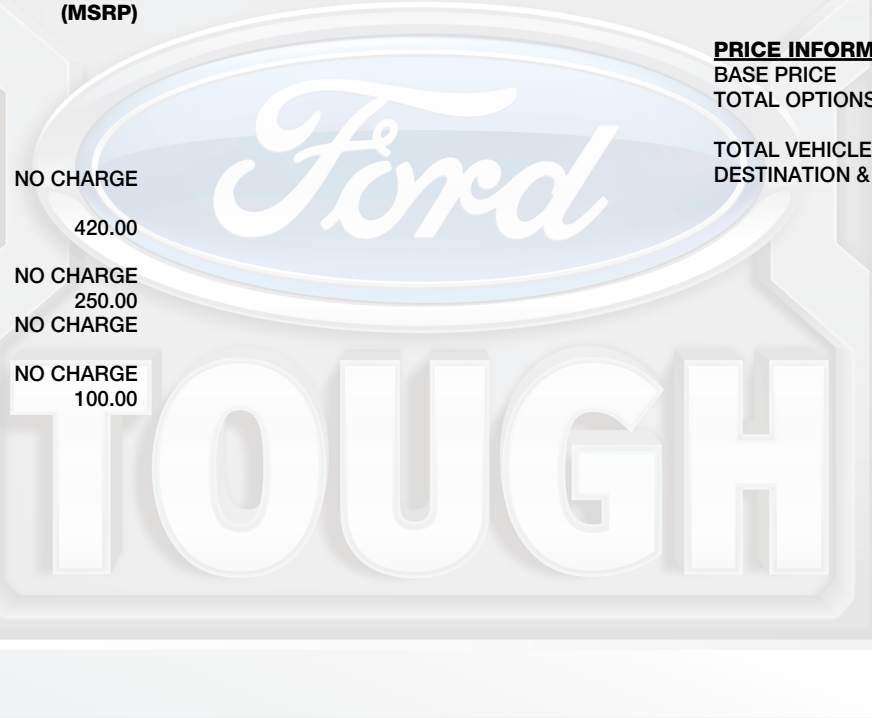 (MSRP)
NO CHARGE
420.00
NO CHARGE
250.00
NO CHARGE
NO CHARGE
100.00
PRICE INFORM
BASE PRICE
TOTAL OPTIONS
TOTAL VEHICLE
DESTINATION &
Ford
TOUGH